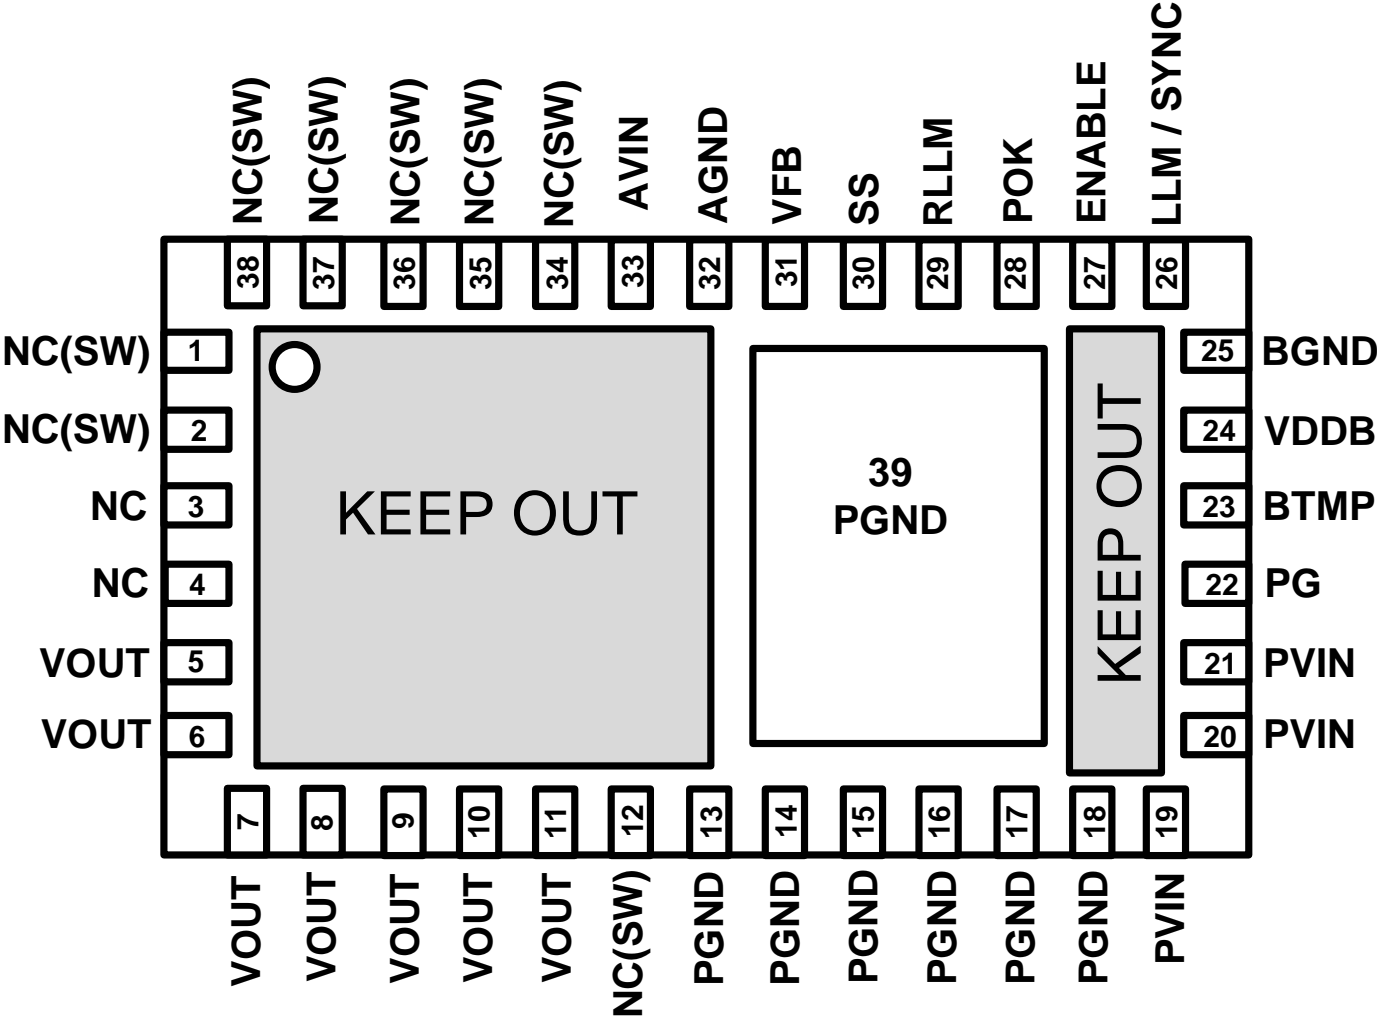 NC(SW)
NC(SW)
NC(SW)
NC(SW)
NC(SW)
AVIN
AGND
VFB
SS
RLLM
POK
ENABLE
LLM / SYNC
38
37
36
35
34
33
32
31
30
29
28
27
26
NC(SW) 1
NC(SW) 2
NC 3
NC 4
VOUT 5
VOUT 6
KEEP OUT
39
PGND
KEEP OUT
25 BGND
24 VDDB
23 BTMP
22 PG
21 PVIN
20 PVIN
7
8
9
10
11
12
13
14
15
16
17
18
19
VOUT
VOUT
VOUT
VOUT
VOUT
NC(SW)
PGND
PGND
PGND
PGND
PGND
PGND
PVIN